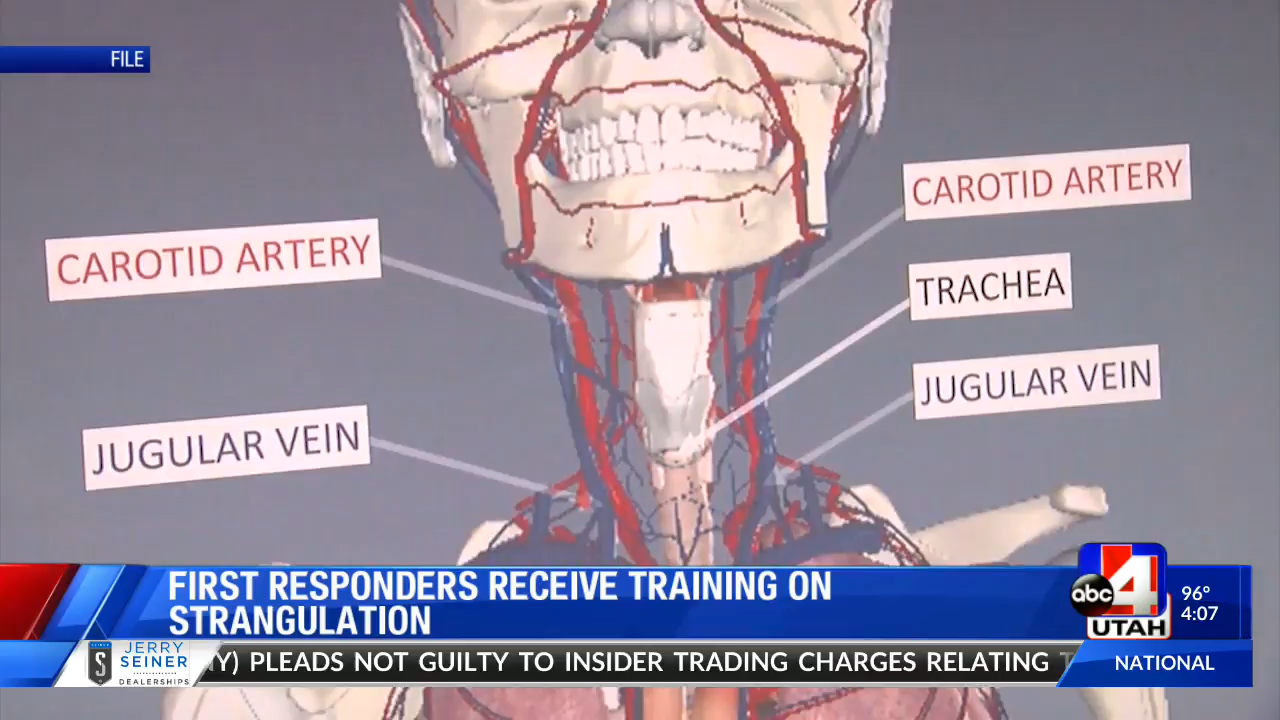 FILE
CAROTID ARTERY
CAROTID ARTERY
TRACHEA
JUGULAR VEIN
JUGULAR VEIN
FIRST RESPONDERS RECEIVE TRAINING ON
STRANGULATION
abc 4
UTAH
96°
4:07
SEINER
S
JERRY
SEINER
DEALERSHIPS
PLEADS NOT GUILTY TO INSIDER TRADING CHARGES RELATING
NATIONAL